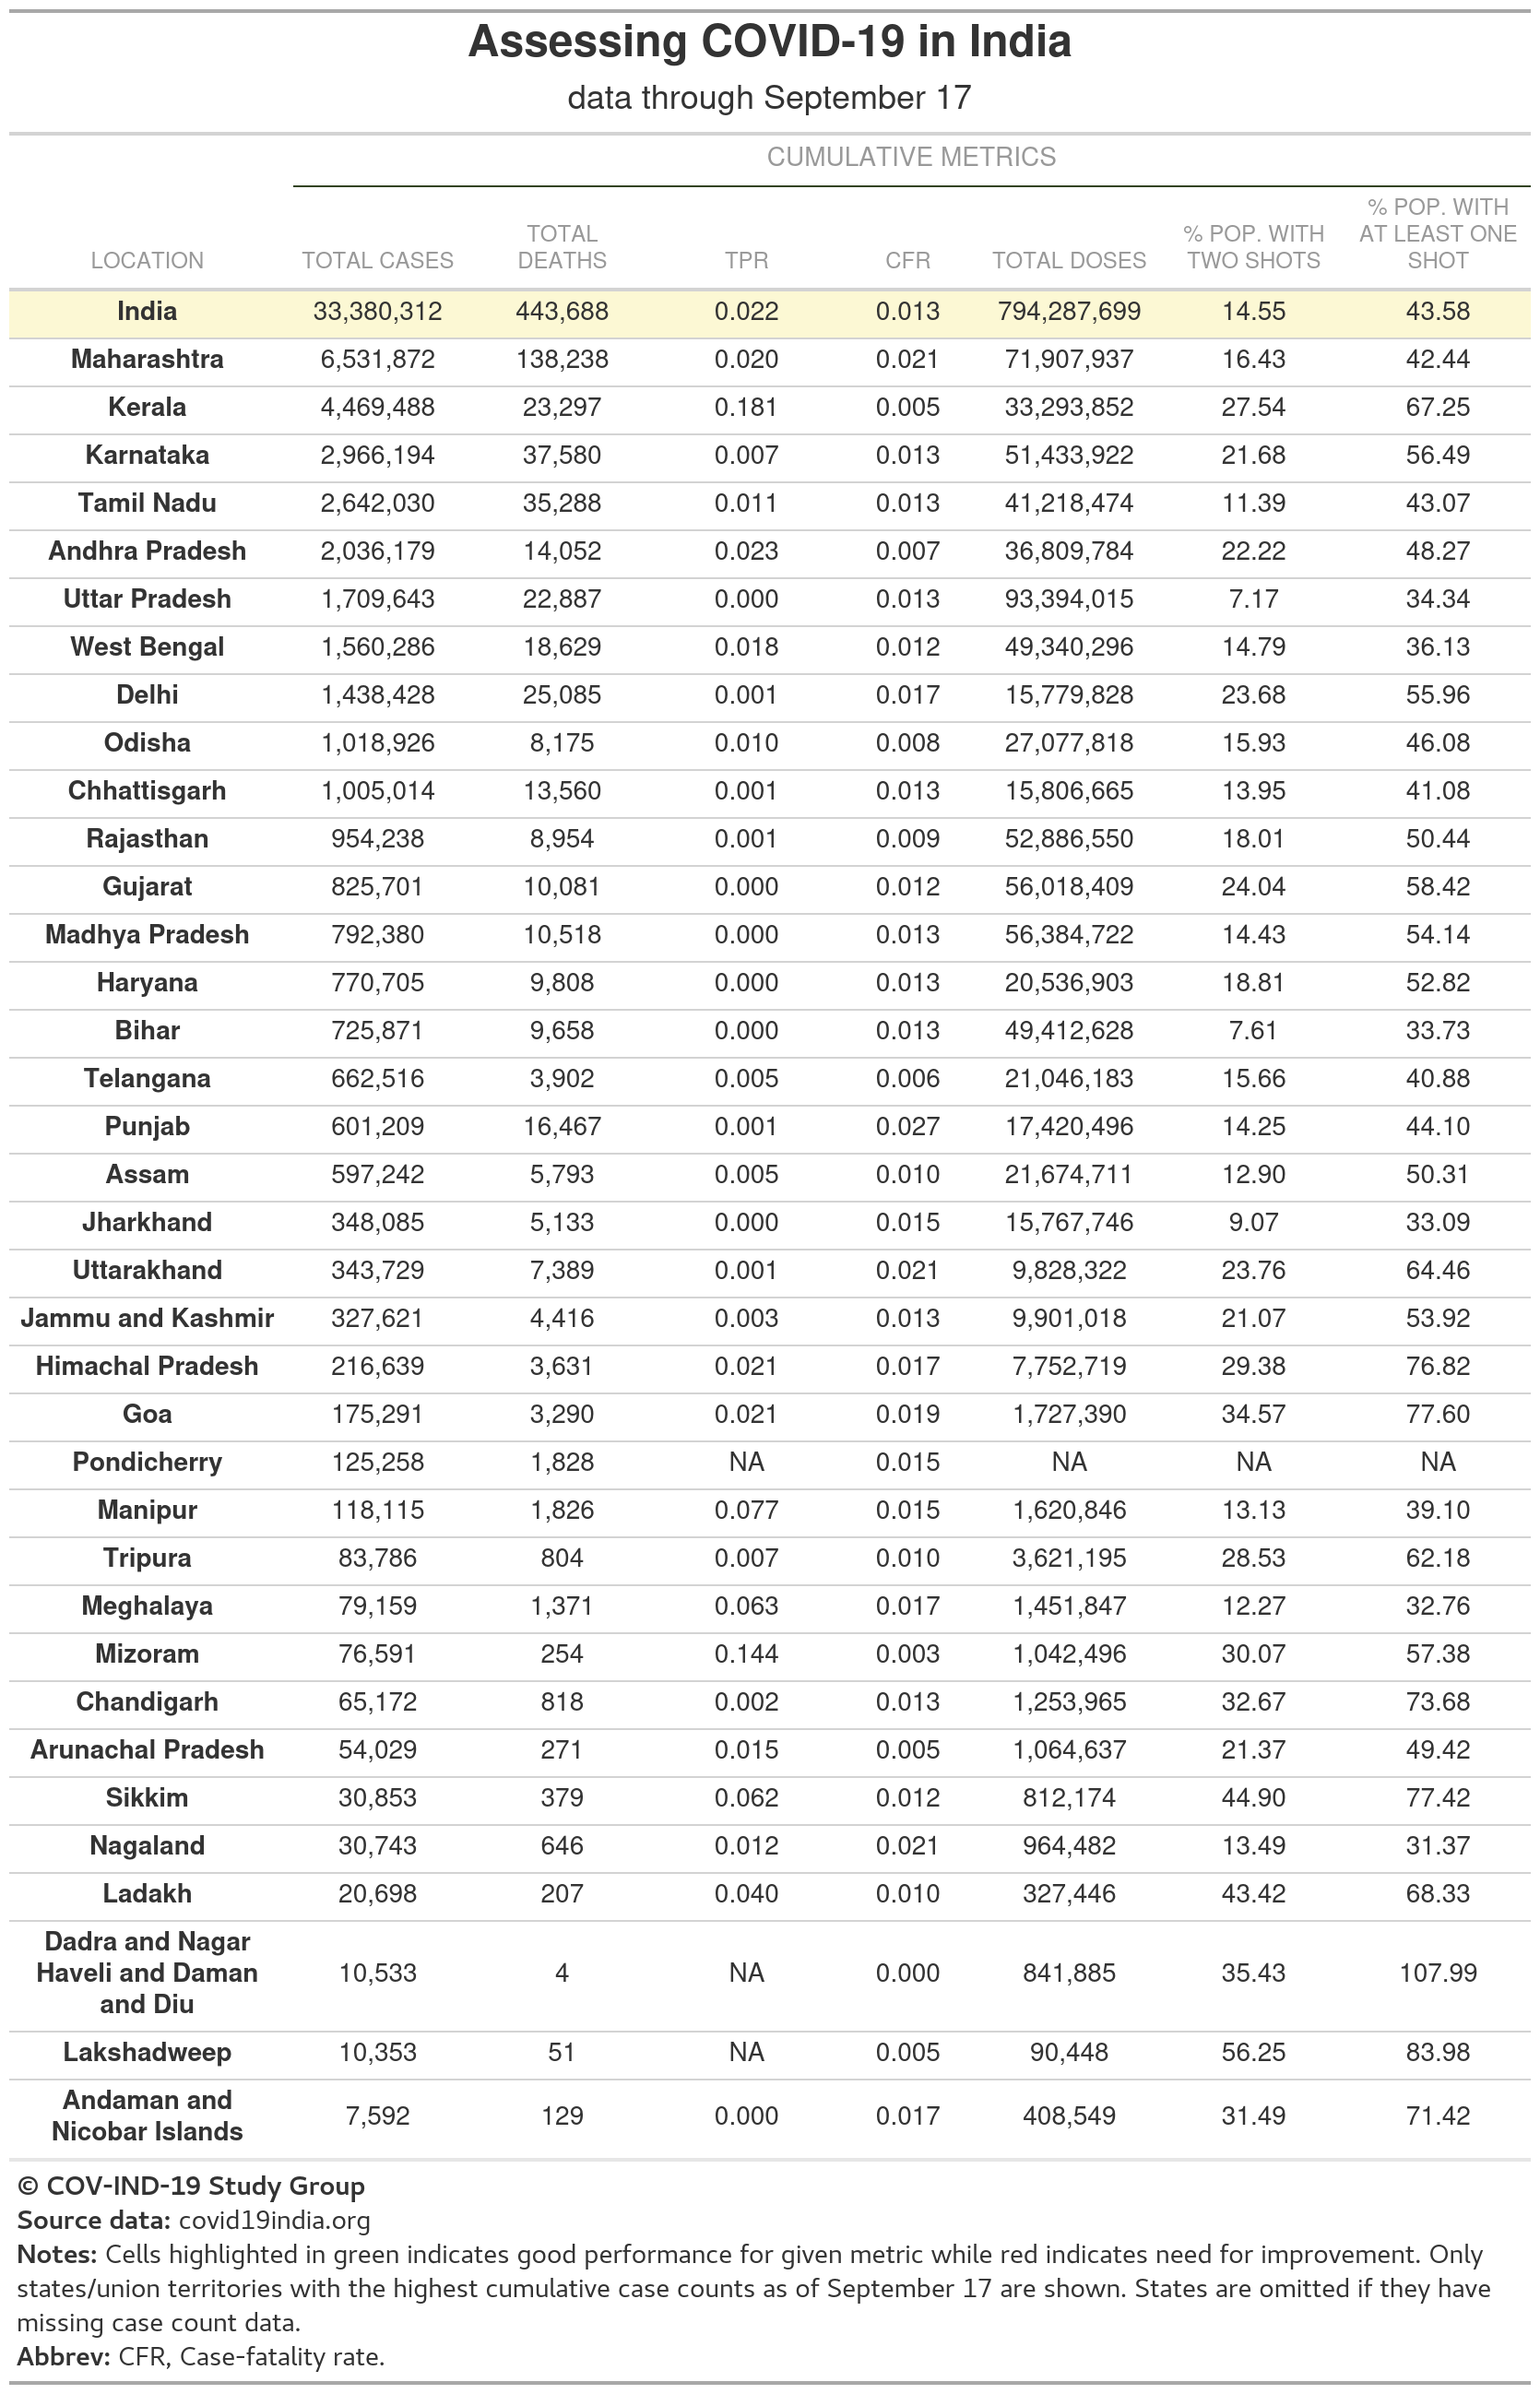 Assessing COVID-19 in India
data through September 17
CUMULATIVE METRICS
LOCATION TOTAL CASES TOTAL DEATHS TPR CFR TOTAL DOSES % POP. WITH TWO SHOTS % POP. WITH AT LEAST ONE SHOT
India 33,380,312 443,688 0.022 0.013 794,287,699 14.55 43.58
Maharashtra 6,531,872 138,238 0.020 0.021 71,907,937 16.43 42.44
Kerala 4,469,488 23,297 0.181 0.005 33,293,852 27.54 67.25
Karnataka 2,966,194 37,580 0.007 0.013 51,433,922 21.68 56.49
Tamil Nadu 2,642,030 35,288 0.011 0.013 41,218,474 11.39 43.07
Andhra Pradesh 2,036,179 14,052 0.023 0.007 36,809,784 22.22 48.27
Uttar Pradesh 1,709,643 22,887 0.000 0.013 93,394,015 7.17 34.34
West Bengal 1,560,286 18,629 0.018 0.012 49,340,296 14.79 36.13
Delhi 1,438,428 25,085 0.001 0.017 15,779,828 23.68 55.96
Odisha 1,018,926 8,175 0.010 0.008 27,077,818 15.93 46.08
Chhattisgarh 1,005,014 13,560 0.001 0.013 15,806,665 13.95 41.08
Rajasthan 954,238 8,954 0.001 0.009 52,886,550 18.01 50.44
Gujarat 825,701 10,081 0.000 0.012 56,018,409 24.04 58.42
Madhya Pradesh 792,380 10,518 0.000 0.013 56,384,722 14.43 54.14
Haryana 770,705 9,808 0.000 0.013 20,536,903 18.81 52.82
Bihar 725,871 9,658 0.000 0.013 49,412,628 7.61 33.73
Telangana 662,516 3,902 0.005 0.006 21,046,183 15.66 40.88
Punjab 601,209 16,467 0.001 0.027 17,420,496 14.25 44.10
Assam 597,242 5,793 0.005 0.010 21,674,711 12.90 50.31
Jharkhand 348,085 5,133 0.000 0.015 15,767,746 9.07 33.09
Uttarakhand 343,729 7,389 0.001 0.021 9,828,322 23.76 64.46
Jammu and Kashmir 327,621 4,416 0.003 0.013 9,901,018 21.07 53.92
Himachal Pradesh 216,639 3,631 0.021 0.017 7,752,719 29.38 76.82
Goa 175,291 3,290 0.021 0.019 1,727,390 34.57 77.60
Pondicherry 125,258 1,828 NA 0.015 NA NA NA
Manipur 118,115 1,826 0.077 0.015 1,620,846 13.13 39.10
Tripura 83,786 804 0.007 0.010 3,621,195 28.53 62.18
Meghalaya 79,159 1,371 0.063 0.017 1,451,847 12.27 32.76
Mizoram 76,591 254 0.144 0.003 1,042,496 30.07 57.38
Chandigarh 65,172 818 0.002 0.013 1,253,965 32.67 73.68
Arunachal Pradesh 54,029 271 0.015 0.005 1,064,637 21.37 49.42
Sikkim 30,853 379 0.062 0.012 812,174 44.90 77.42
Nagaland 30,743 646 0.012 0.021 964,482 13.49 31.37
Ladakh 20,698 207 0.040 0.010 327,446 43.42 68.33
Dadra and Nagar Haveli and Daman and Diu 10,533 4 NA 0.000 841,885 35.43 107.99
Lakshadweep 10,353 51 NA 0.005 90,448 56.25 83.98
Andaman and Nicobar Islands 7,592 129 0.000 0.017 408,549 31.49 71.42
© COV-IND-19 Study Group
Source data: covid19india.org
Notes: Cells highlighted in green indicates good performance for given metric while red indicates need for improvement. Only
states/union territories with the highest cumulative case counts as of September 17 are shown. States are omitted if they have
missing case count data.
Abbrev: CFR, Case-fatality rate.